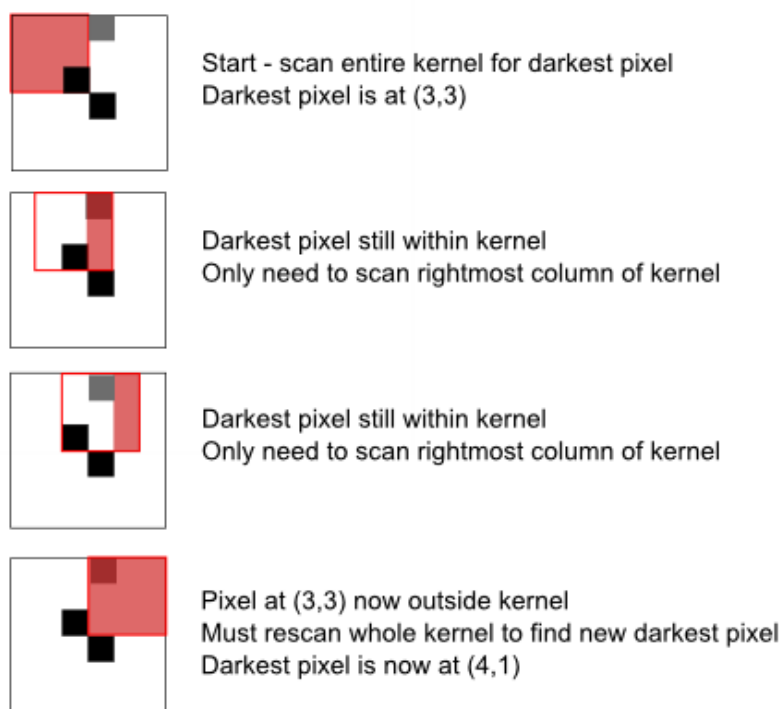 Start - scan entire kernel for darkest pixel
Darkest pixel is at (3,3)
Darkest pixel still within kernel
Only need to scan rightmost column of kernel
Darkest pixel still within kernel
Only need to scan rightmost column of kernel
Pixel at (3,3) now outside kernel
Must rescan whole kernel to find new darkest pixel
Darkest pixel is now at (4,1)